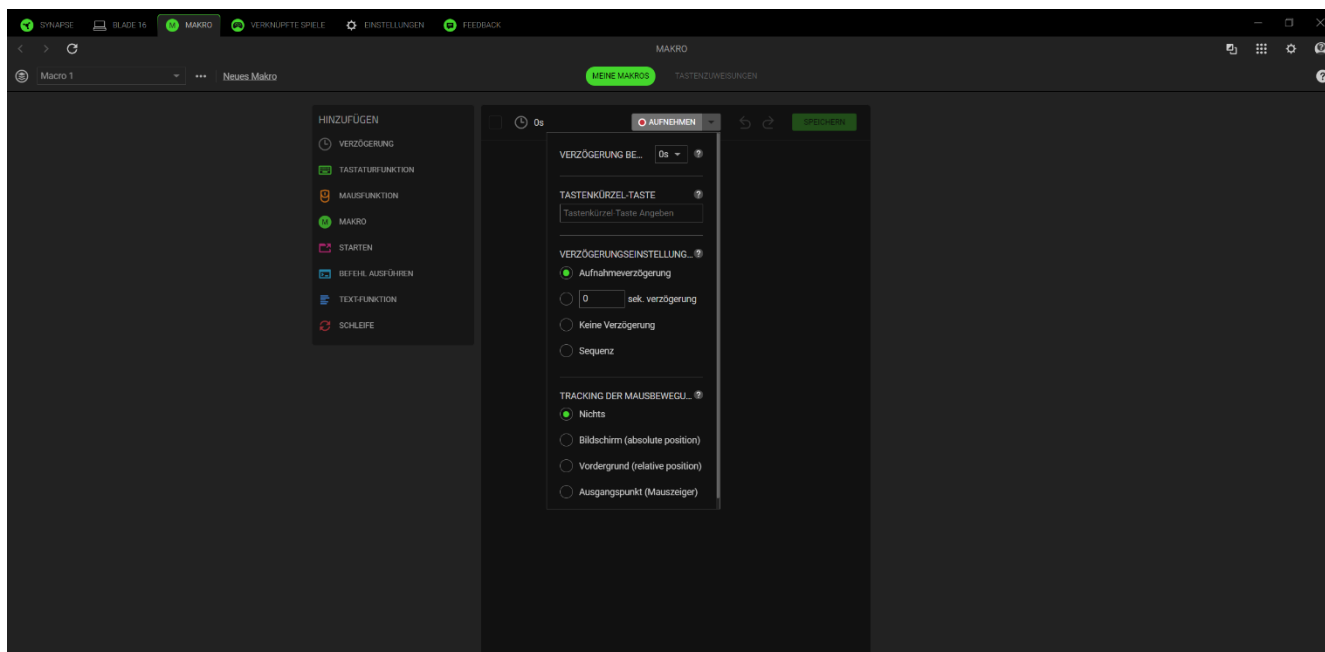 SYNAPSE BLADE 16 MAKRO VERKNÜPFTE SPIELE EINSTELLUNGEN FEEDBACK
MAKRO
Macro 1 Neues Makro MEINE MAKROS TASTENZUWEISUNGEN
HINZUFÜGEN
VERZÖGERUNG
TASTATURFUNKTION
MAUSFUNKTION
MAKRO
STARTEN
BEFEHL AUSFÜHREN
TEXT-FUNKTION
SCHLEIFE
0s AUFNEHMEN SPEICHERN
VERZÖGERUNG BE... 0s
TASTENKÜRZEL-TASTE
Tastenkürzel-Taste Angeben
VERZÖGERUNGSEINSTELLUNG...
Aufnahmeverzögerung
0 sek. verzögerung
Keine Verzögerung
Sequenz
TRACKING DER MAUSBEWEGU...
Nichts
Bildschirm (absolute position)
Vordergrund (relative position)
Ausgangspunkt (Mauszeiger)